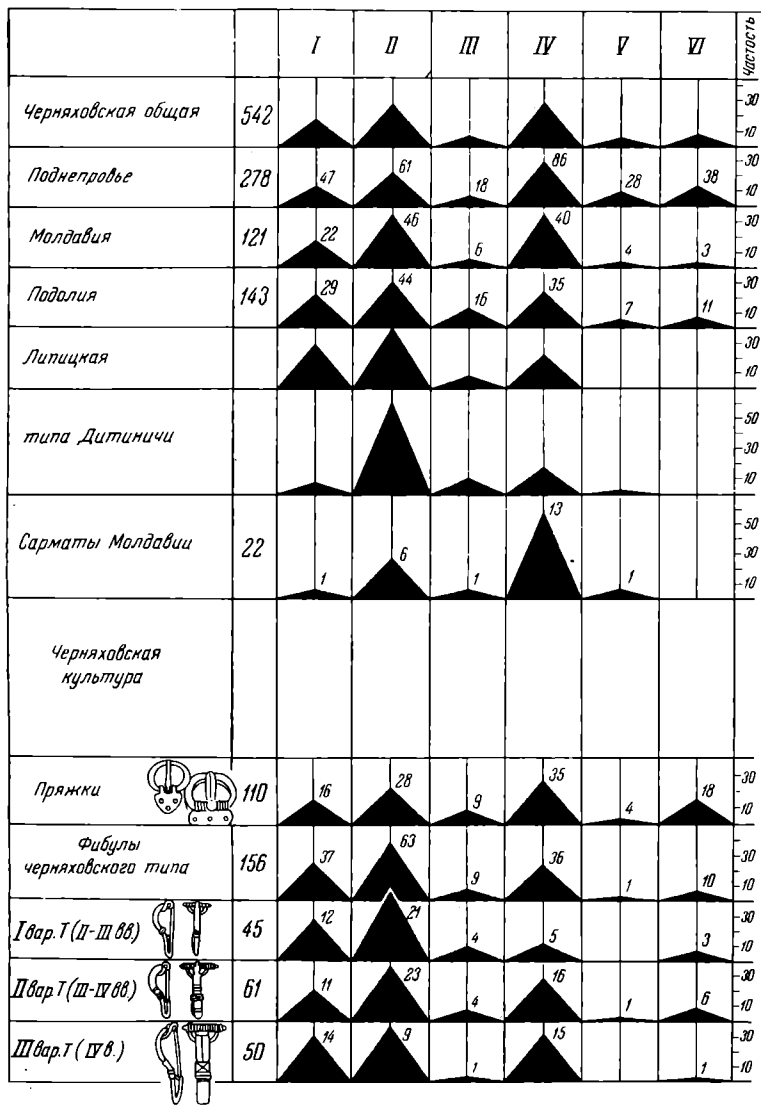 I II III IV V VI Частость
Черняховская общая 542 30 10
Поднепровье 278 47 61 18 86 28 38 30 10
Молдавия 121 22 46 6 40 4 3 30 10
Подолия 143 29 44 16 35 7 11 30 10
Липицкая 30 10
типа Дитиничи 50 30 10
Сарматы Молдавии 22 1 6 1 13 1 50 30 10
Черняховская
культура
Пряжки 110 16 28 9 35 4 18 30 10
Фибулы
черняховского типа 156 37 63 9 36 1 10 30 10
I вар. Т (II-III вв) 45 12 21 4 5 3 30 10
II вар. Т (III-IV вв.) 61 11 23 4 16 1 6 30 10
III вар. Т (IV в.) 50 14 9 1 15 1 30 10